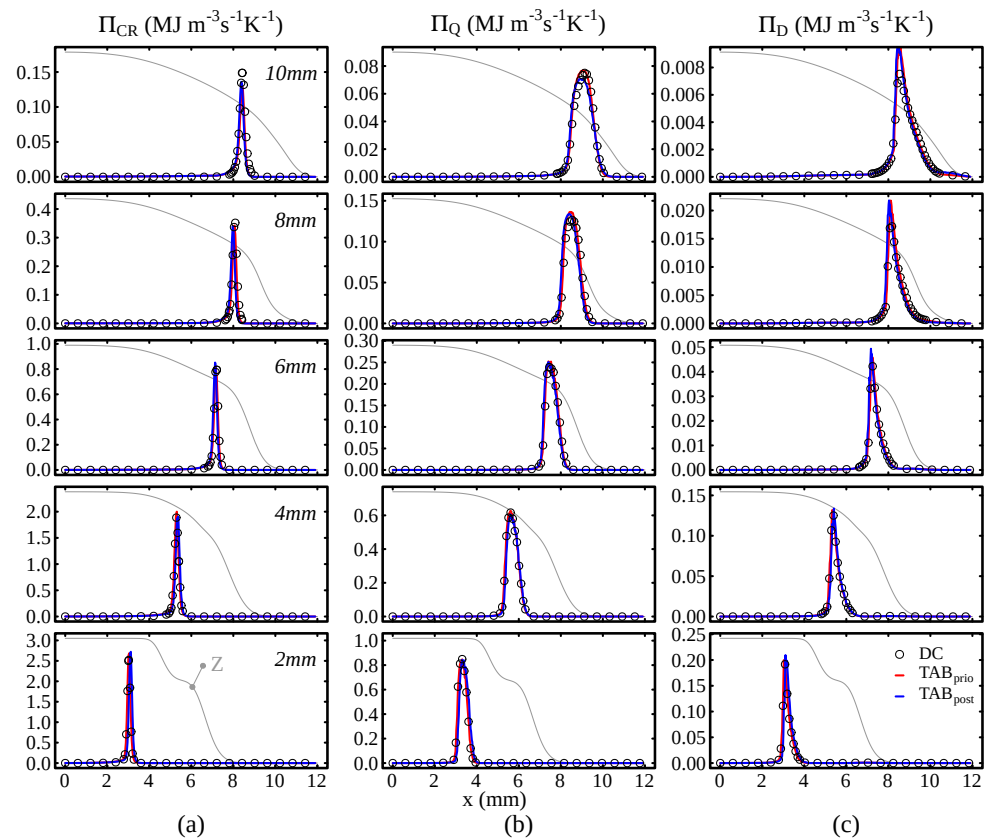 Π_CR (MJ m⁻³s⁻¹K⁻¹) Π_Q (MJ m⁻³s⁻¹K⁻¹) Π_D (MJ m⁻³s⁻¹K⁻¹)
0.15 10mm 0.08 0.008
0.10 0.06 0.006
0.05 0.04 0.004
0.00 0.02 0.002
0.00 0.000
0.4 8mm 0.15 0.020
0.3 0.10 0.015
0.2 0.05 0.010
0.1 0.00 0.005
0.0 0.000
1.0 6mm 0.30 0.05
0.8 0.25 0.04
0.6 0.20 0.03
0.4 0.15 0.02
0.2 0.10 0.01
0.0 0.05 0.00
0.00
2.0 4mm 0.6 0.15
1.5 0.4 0.10
1.0 0.2 0.05
0.5 0.0 0.00
0.0
3.0 2mm 1.0 0.25
2.5 Z 0.8 0.20 DC
2.0 0.6 0.15 TAB_prio
1.5 0.4 0.10 TAB_post
1.0 0.2 0.05
0.5 0.0 0.00
0.0
0 2 4 6 8 10 12 0 2 4 6 8 10 12 0 2 4 6 8 10 12
x (mm)
(a) (b) (c)